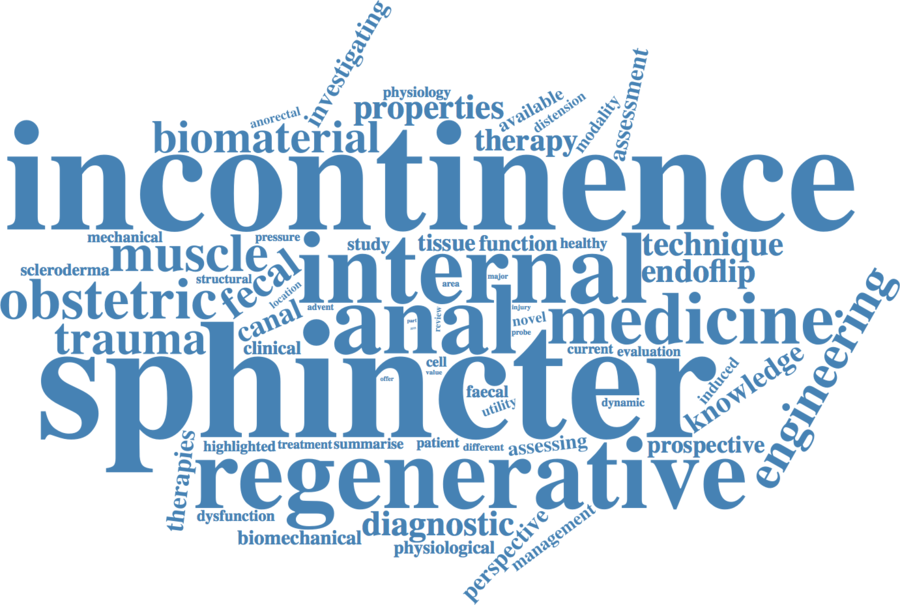 investigating
physiology
anorectal
properties
available
distension
modality
assessment
biomaterial
therapy
incontinence
mechanical
muscle
pressure
study
tissue
function
healthy
technique
scleroderma
structural
fecal
internal
endoflip
location
area
major
obstetric
canal
advent
anal
review
injury
novel
probe
medicine
engineering
trauma
clinical
part
current
evaluation
sphincter
cell
value
offer
faecal
utility
dynamic
induced
knowledge
therapies
highlighted
treatment
summarise
patient
different
assessing
prospective
regenerative
dysfunction
diagnostic
biomechanical
physiological
perspective
management